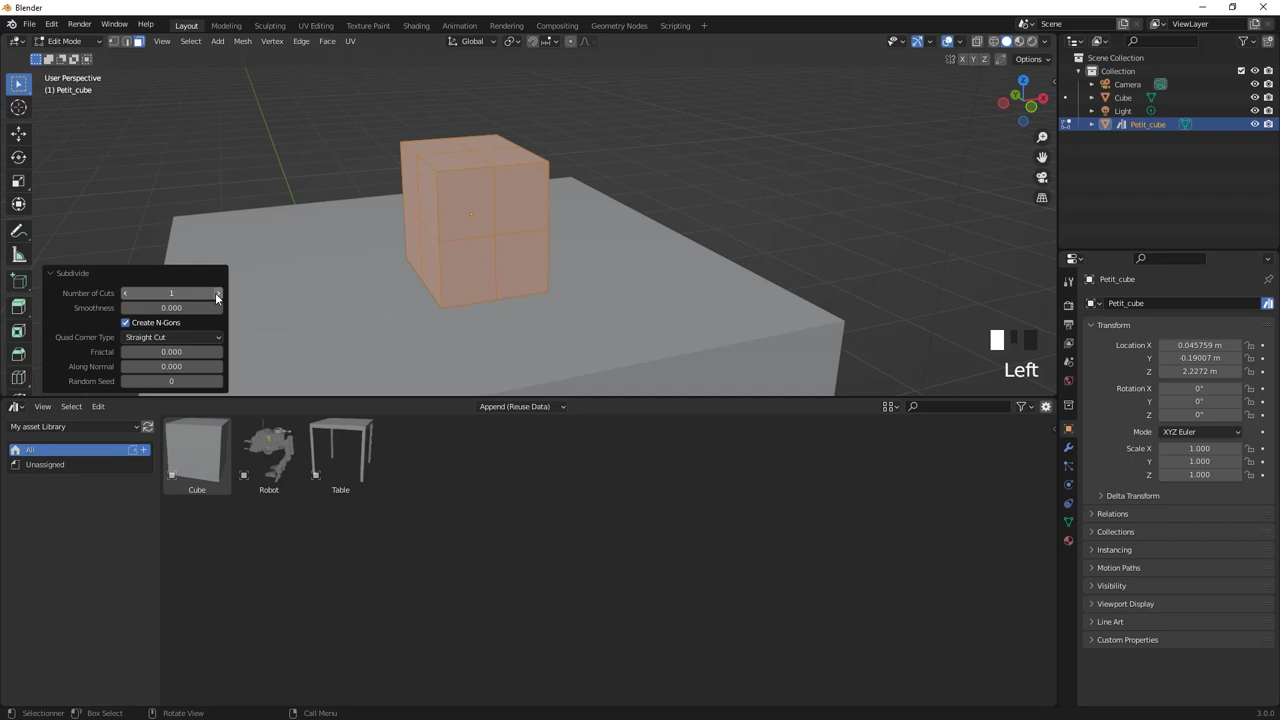 Blender
File Edit Render Window Help Layout Modeling Sculpting UV Editing Texture Paint Shading Animation Rendering Compositing Geometry Nodes Scripting + Scene ViewLayer
Edit Mode View Select Add Mesh Vertex Edge Face UV Global
X Y Z Options
User Perspective
(1) Petit_cube
Z
Y X
Scene Collection
Collection
Camera
Cube
Light
Petit_cube
Subdivide
Number of Cuts 1
Smoothness 0.000
Create N-Gons
Quad Corner Type Straight Cut
Fractal 0.000
Along Normal 0.000
Random Seed 0
Left
Petit_cube
Petit_cube
Transform
Location X 0.045759 m
Y -0.19007 m
Z 2.2272 m
Rotation X 0°
Y 0°
Z 0°
Mode XYZ Euler
Scale X 1.000
Y 1.000
Z 1.000
Delta Transform
Relations
Collections
Instancing
Motion Paths
Visibility
Viewport Display
Line Art
Custom Properties
View Select Edit Append (Reuse Data)
My asset Library
All
Unassigned
Cube Robot Table
Sélectionner Box Select Rotate View Call Menu 3.0.0